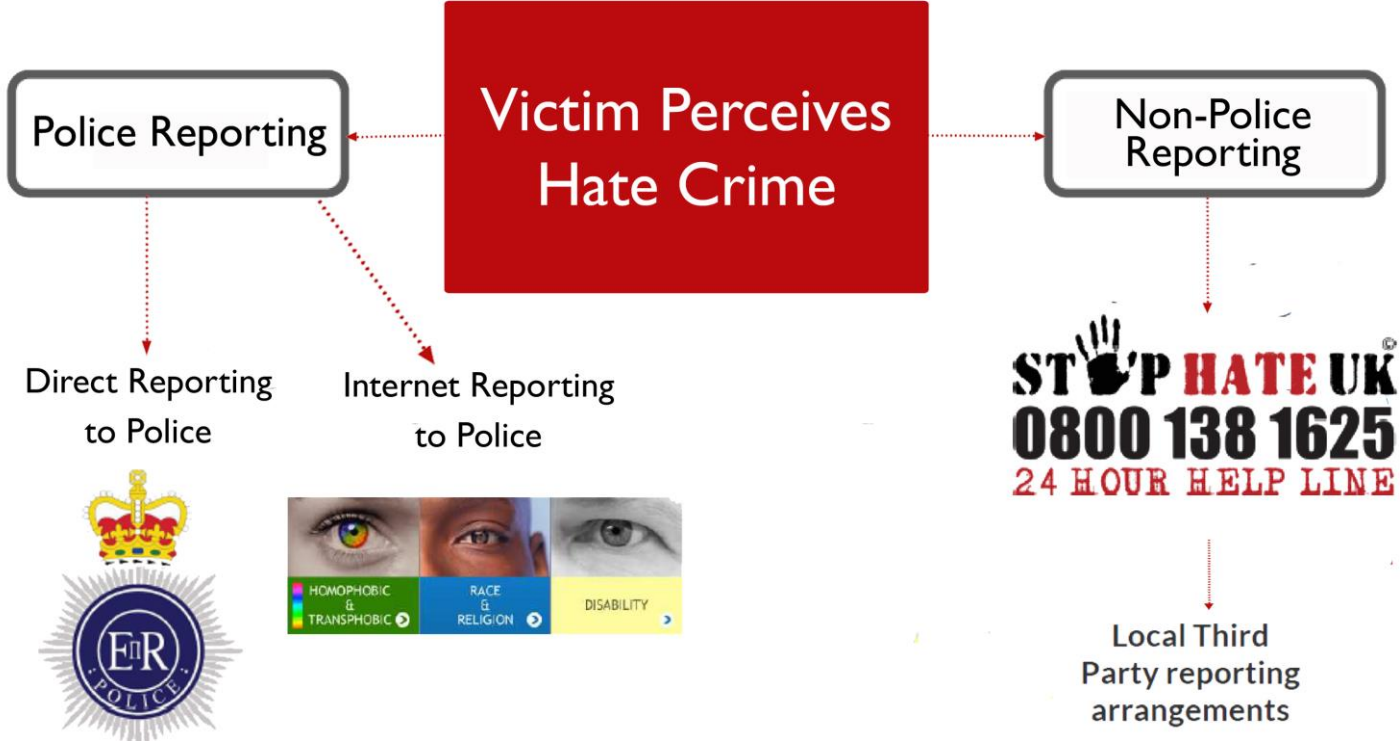 Victim Perceives
Hate Crime
Police Reporting
Non-Police
Reporting
Direct Reporting
to Police
Internet Reporting
to Police
EIIR
POLICE
HOMOPHOBIC
&
TRANSPHOBIC
RACE
&
RELIGION
DISABILITY
STOP HATE UK
©
0800 138 1625
24 HOUR HELP LINE
Local Third
Party reporting
arrangements